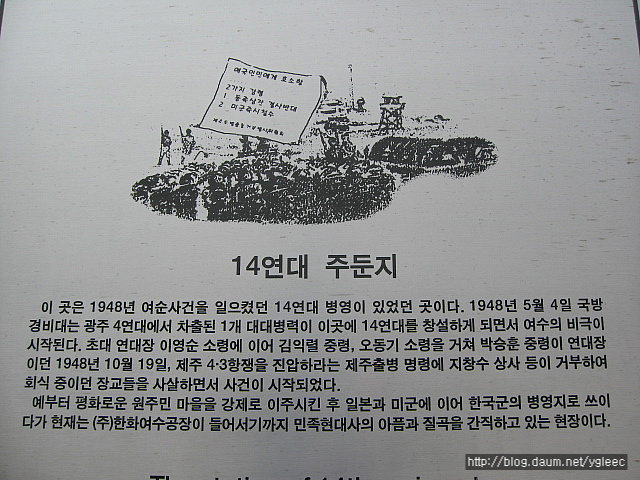 애국인민에게 호소함
2가지 강령
1. 동족상잔 결사반대
2. 미군즉시철수
14연대 주둔지
이 곳은 1948년 여순사건을 일으켰던 14연대 병영이 있었던 곳이다. 1948년 5월 4일 국방
경비대는 광주 4연대에서 차출된 1개 대대병력이 이곳에 14연대를 창설하게 되면서 여수의 비극이
시작된다. 초대 연대장 이영순 소령에 이어 김익렬 중령, 오동기 소령을 거쳐 박승훈 중령이 연대장
이던 1948년 10월 19일, 제주 4·3항쟁을 진압하라는 제주출병 명령에 지창수 상사 등이 거부하여
회식 중이던 장교들을 사살하면서 사건이 시작되었다.
예부터 평화로운 원주민 마을을 강제로 이주시킨 후 일본과 미군에 이어 한국군의 병영지로 쓰이
다가 현재는 (주)한화여수공장이 들어서기까지 민족현대사의 아픔과 질곡을 간직하고 있는 현장이다.
http://blog.daum.net/ygleec